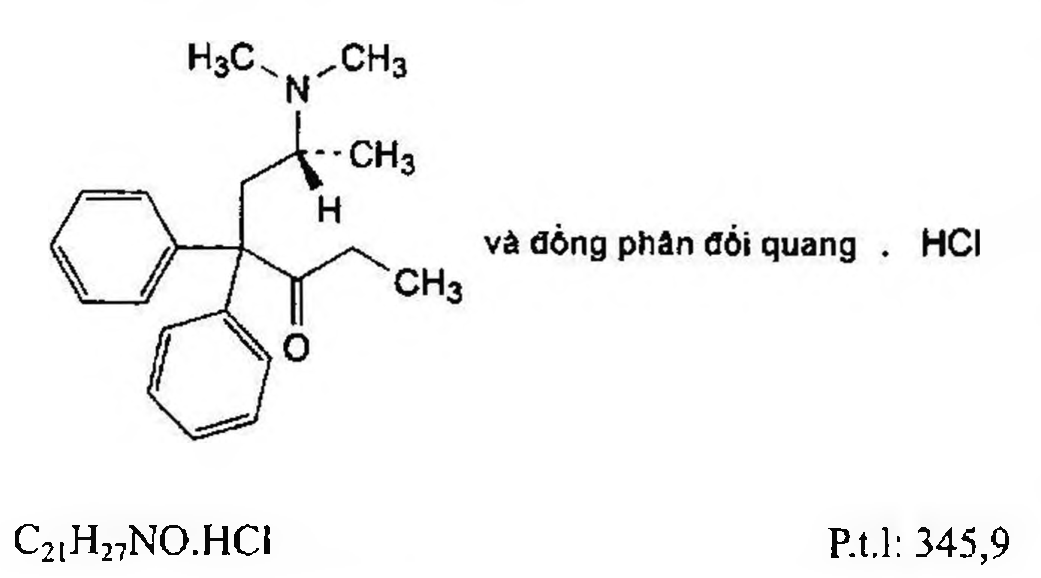 H₃C CH₃
N
CH₃
H
và đồng phân đối quang . HCl
CH₃
O
C₂₁H₂₇NO.HCl P.t.l: 345,9